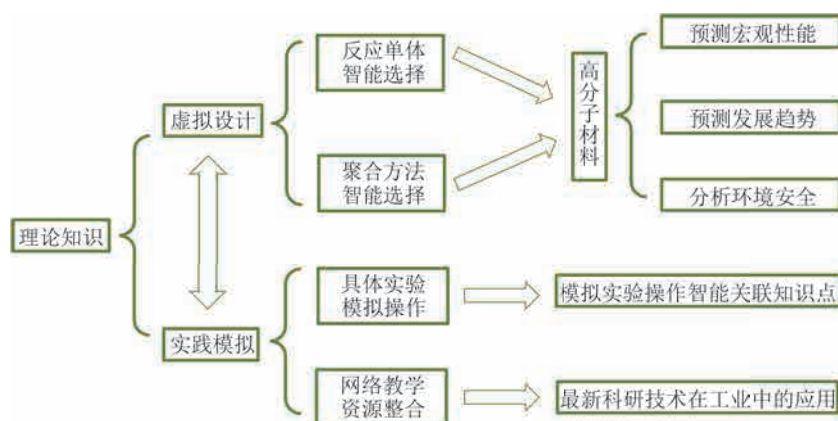 理论知识
虚拟设计
实践模拟
反应单体
智能选择
聚合方法
智能选择
具体实验
模拟操作
网络教学
资源整合
高分子材料
预测宏观性能
预测发展趋势
分析环境安全
模拟实验操作智能关联知识点
最新科研技术在工业中的应用